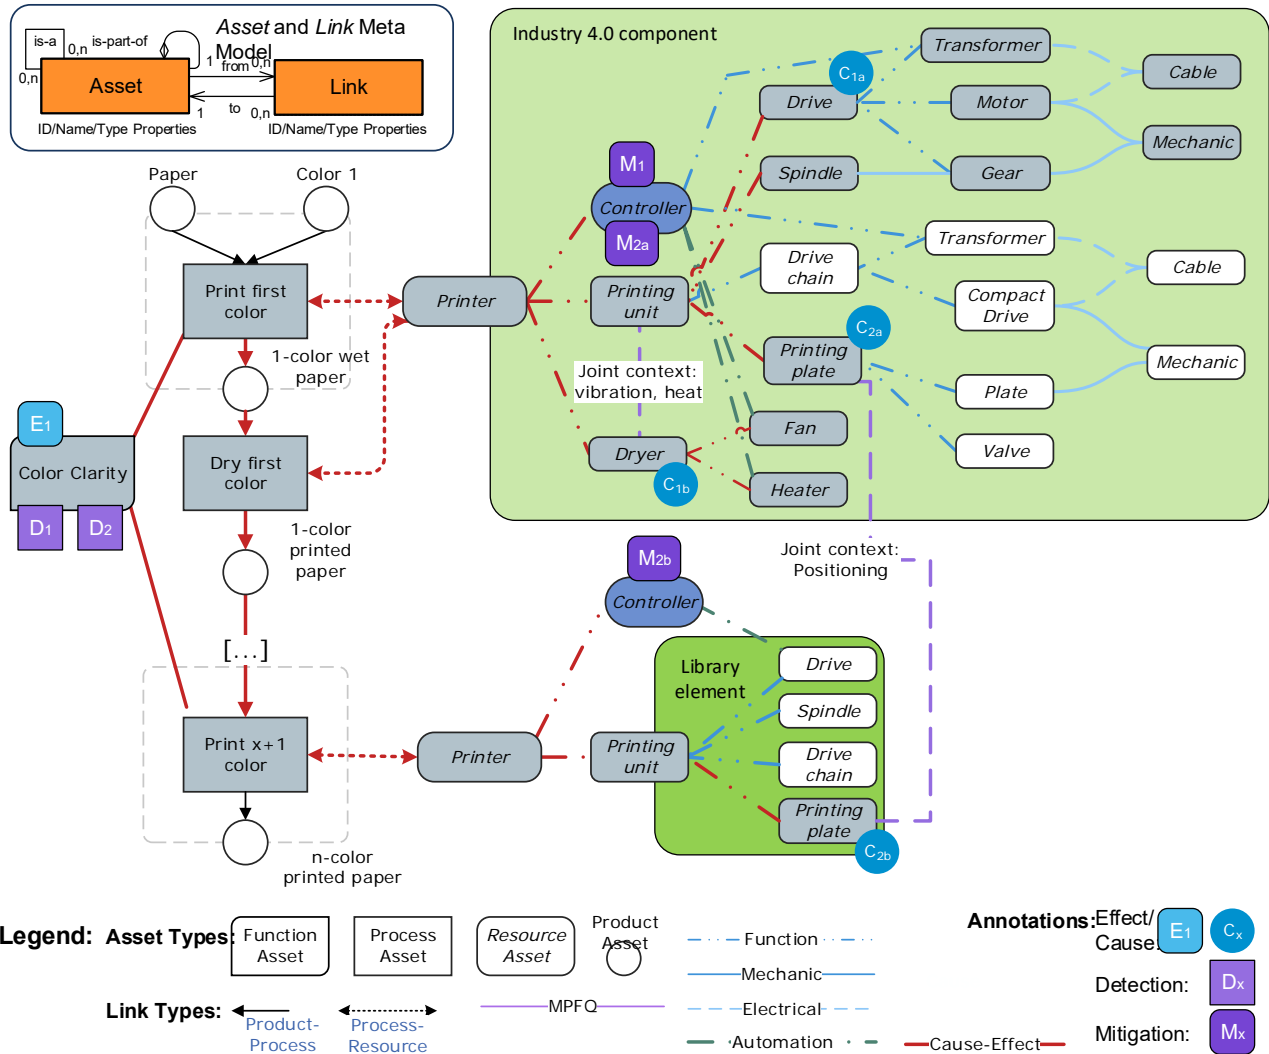 Asset and Link Meta
Model
is-a
0,n
is-part-of
0,n
1
from
0,n
Asset
Link
1
to
0,n
ID/Name/Type Properties
ID/Name/Type Properties
Industry 4.0 component
Transformer
C1a
Cable
Drive
Motor
Mechanic
M1
Spindle
Gear
Controller
M2a
Transformer
Drive
chain
Cable
Compact
Drive
Printing
unit
C2a
Printing
plate
Mechanic
Plate
Joint context:
vibration, heat
Fan
Valve
Dryer
C1b
Heater
Paper
Color 1
Print first
color
Printer
1-color wet
paper
E1
Color Clarity
D1
D2
Dry first
color
1-color
printed
paper
[...]
Print x+1
color
n-color
printed paper
M2b
Controller
Joint context:
Positioning
Library
element
Drive
Spindle
Printer
Printing
unit
Drive
chain
Printing
plate
C2b
Legend:
Asset Types:
Function
Asset
Process
Asset
Resource
Asset
Product
Asset
Link Types:
Product-
Process
Process-
Resource
MPFQ
Function
Mechanic
Electrical
Automation
Cause-Effect
Annotations:
Effect/
Cause:
E1
Cx
Detection:
Dx
Mitigation:
Mx